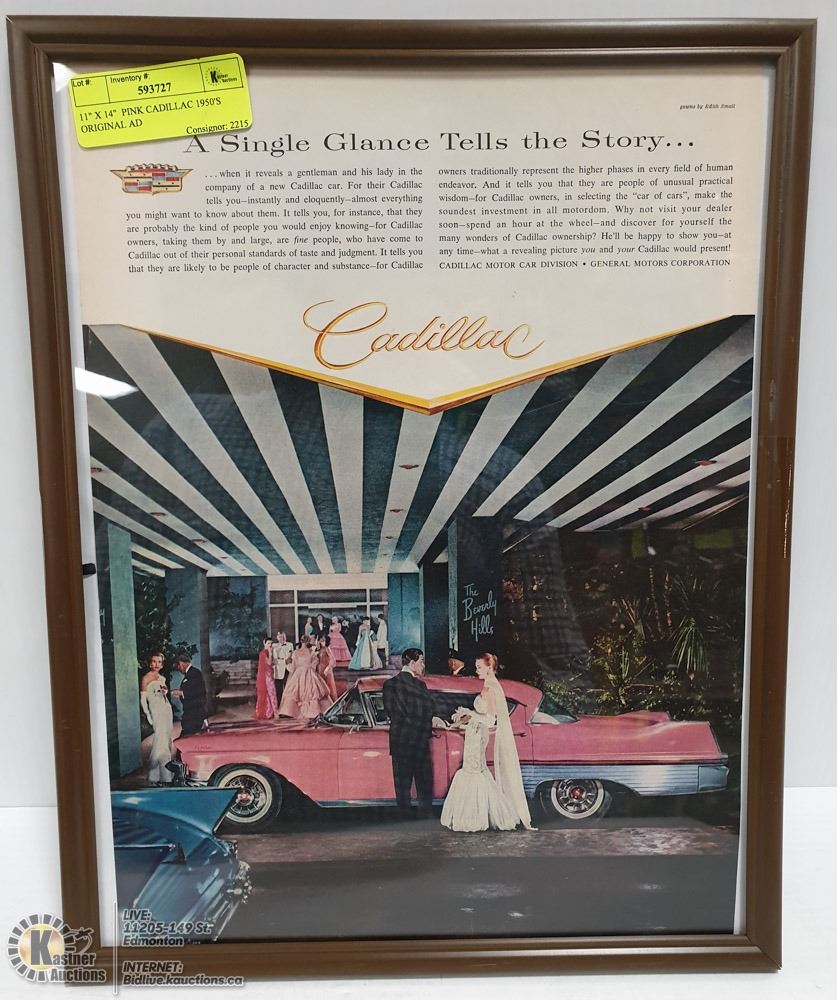 Lot #:
Inventory #:
593727
Kastner
Auctions
11" X 14" PINK CADILLAC 1950'S
ORIGINAL AD
Consignor: 2215
gowns by Edith Small
A Single Glance Tells the Story...
...when it reveals a gentleman and his lady in the
company of a new Cadillac car. For their Cadillac
tells you—instantly and eloquently—almost everything
you might want to know about them. It tells you, for instance, that they
are probably the kind of people you would enjoy knowing—for Cadillac
owners, taking them by and large, are fine people, who have come to
Cadillac out of their personal standards of taste and judgment. It tells you
that they are likely to be people of character and substance—for Cadillac
owners traditionally represent the higher phases in every field of human
endeavor. And it tells you that they are people of unusual practical
wisdom—for Cadillac owners, in selecting the "car of cars", make the
soundest investment in all motordom. Why not visit your dealer
soon—spend an hour at the wheel—and discover for yourself the
many wonders of Cadillac ownership? He'll be happy to show you—at
any time—what a revealing picture you and your Cadillac would present!
CADILLAC MOTOR CAR DIVISION • GENERAL MOTORS CORPORATION
Cadillac
The
Beverly
Hills
Kastner
Auctions
LIVE:
11205-149 St.
Edmonton
INTERNET:
Bidlive.kauctions.ca